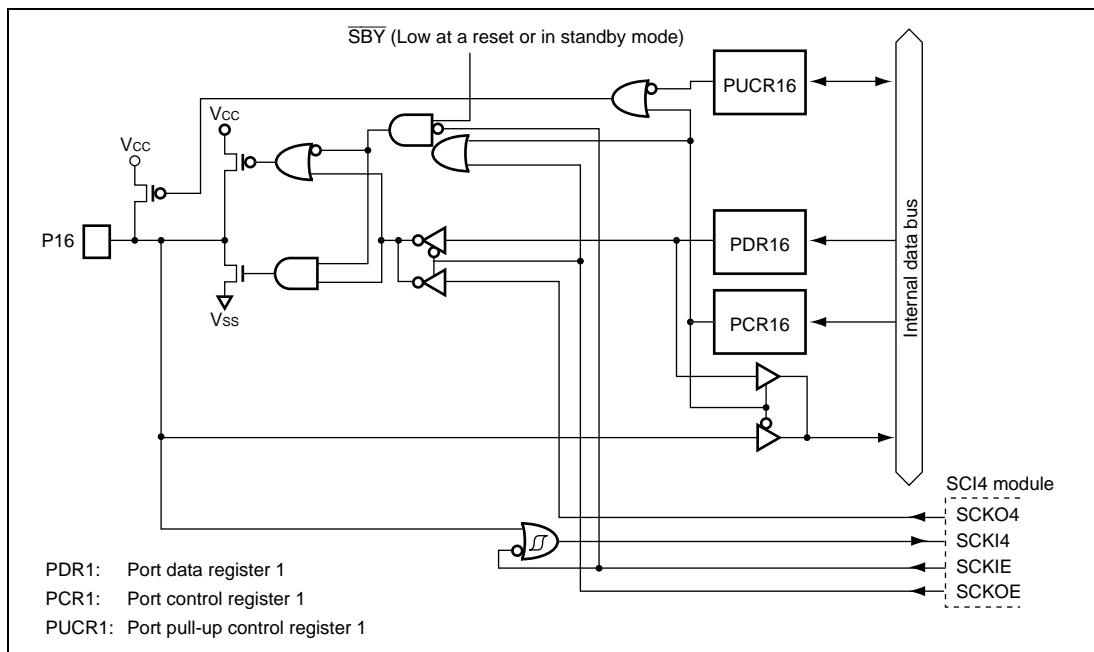 SBY (Low at a reset or in standby mode)
PUCR16
VCC
VCC
P16
PDR16
PCR16
VSS
Internal data bus
SCI4 module
SCKO4
SCKI4
SCKIE
SCKOE
PDR1: Port data register 1
PCR1: Port control register 1
PUCR1: Port pull-up control register 1